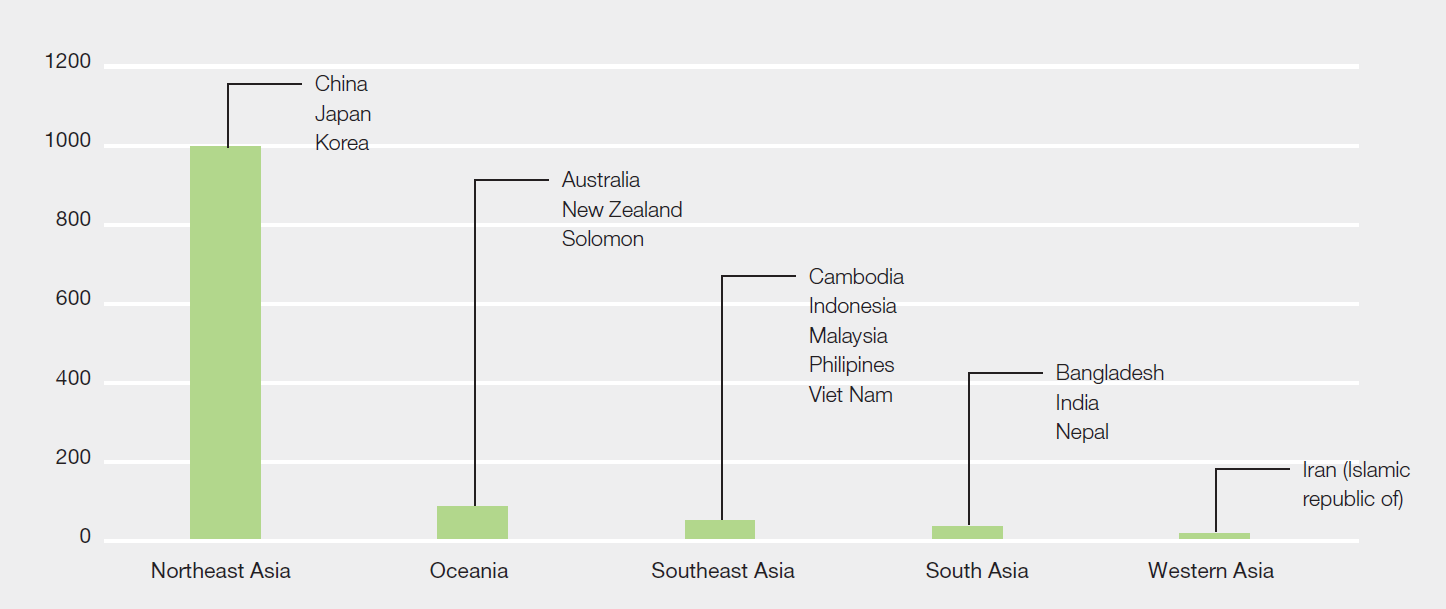 1200
China
Japan
1000
Korea
Australia
800
New Zealand
Solomon
Cambodia
600
Indonesia
Malaysia
Philipines
400
Viet Nam
Bangladesh
India
Nepal
200
Iran (Islamic
republic of)
0
Northeast Asia
Oceania
Southeast Asia
South Asia
Western Asia